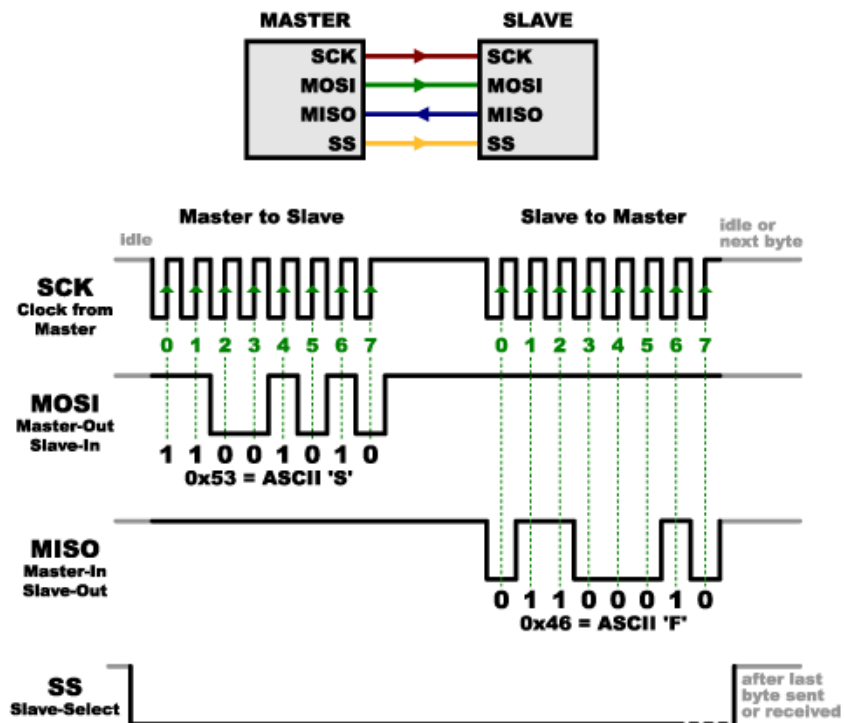 MASTER SLAVE
SCK SCK
MOSI MOSI
MISO MISO
SS SS
Master to Slave Slave to Master
idle
idle or
next byte
SCK
Clock from
Master
0 1 2 3 4 5 6 7 0 1 2 3 4 5 6 7
MOSI
Master-Out
Slave-In
1 1 0 0 1 0 1 0
0x53 = ASCII 'S'
MISO
Master-In
Slave-Out
0 1 1 0 0 0 1 0
0x46 = ASCII 'F'
SS
Slave-Select
after last
byte sent
or received